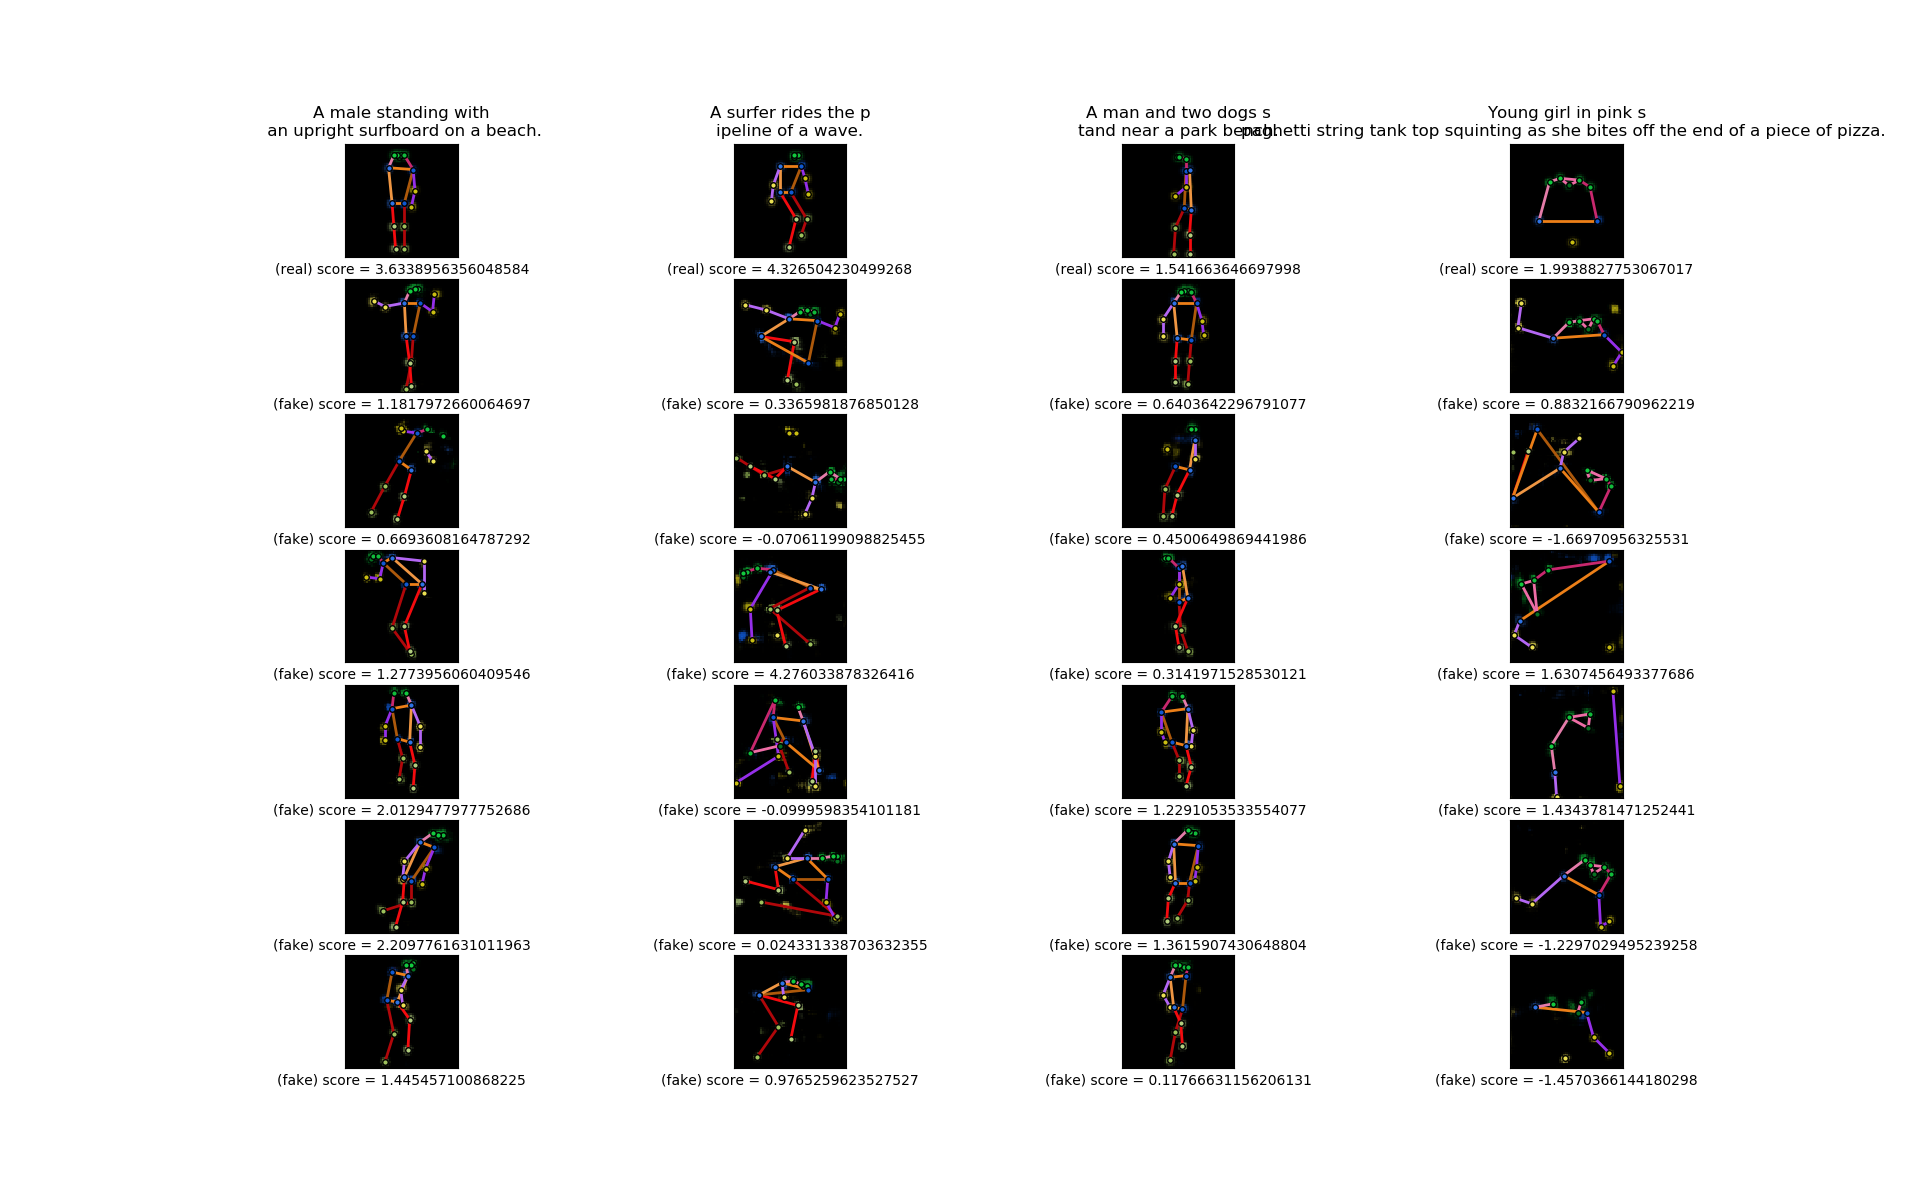 A male standing with
an upright surfboard on a beach.
A surfer rides the p
ipeline of a wave.
A man and two dogs s
tand near a park bench.
Young girl in pink s
paghetti string tank top squinting as she bites off the end of a piece of pizza.
(real) score = 3.6338956356048584
(real) score = 4.326504230499268
(real) score = 1.541663646697998
(real) score = 1.9938827753067017
(fake) score = 1.1817972660064697
(fake) score = 0.3365981876850128
(fake) score = 0.6403642296791077
(fake) score = 0.8832166790962219
(fake) score = 0.6693608164787292
(fake) score = -0.07061199098825455
(fake) score = 0.4500649869441986
(fake) score = -1.66970956325531
(fake) score = 1.2773956060409546
(fake) score = 4.276033878326416
(fake) score = 0.3141971528530121
(fake) score = 1.6307456493377686
(fake) score = 2.0129477977752686
(fake) score = -0.0999598354101181
(fake) score = 1.2291053533554077
(fake) score = 1.4343781471252441
(fake) score = 2.2097761631011963
(fake) score = 0.024331338703632355
(fake) score = 1.3615907430648804
(fake) score = -1.2297029495239258
(fake) score = 1.445457100868225
(fake) score = 0.9765259623527527
(fake) score = 0.11766631156206131
(fake) score = -1.4570366144180298